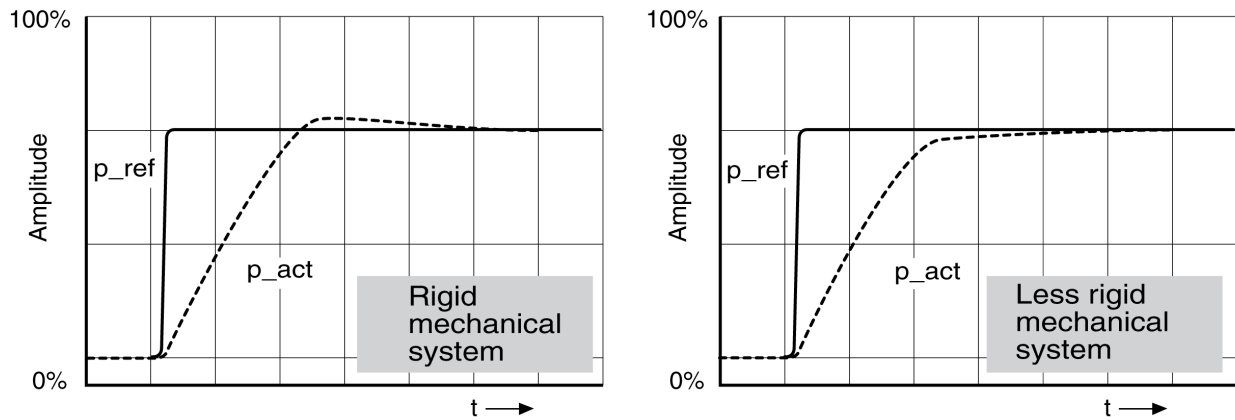 100%
Amplitude
p_ref
p_act
Rigid
mechanical
system
0%
t
100%
Amplitude
p_ref
p_act
Less rigid
mechanical
system
0%
t